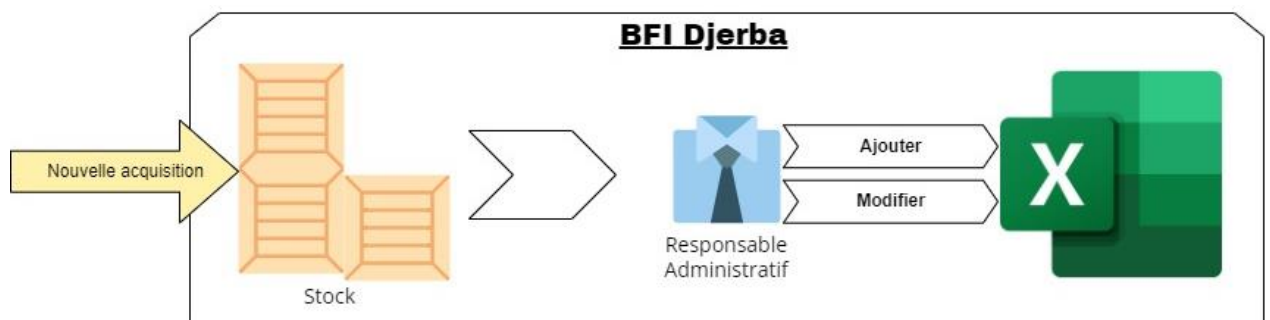 BFI Djerba
Nouvelle acquisition
Stock
Responsable
Administratif
Ajouter
Modifier
X